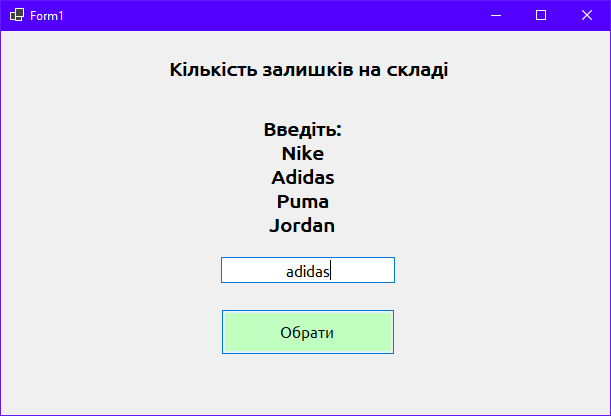 Form1
Кількість залишків на складі
Введіть:
Nike
Adidas
Puma
Jordan
adidas
Обрати